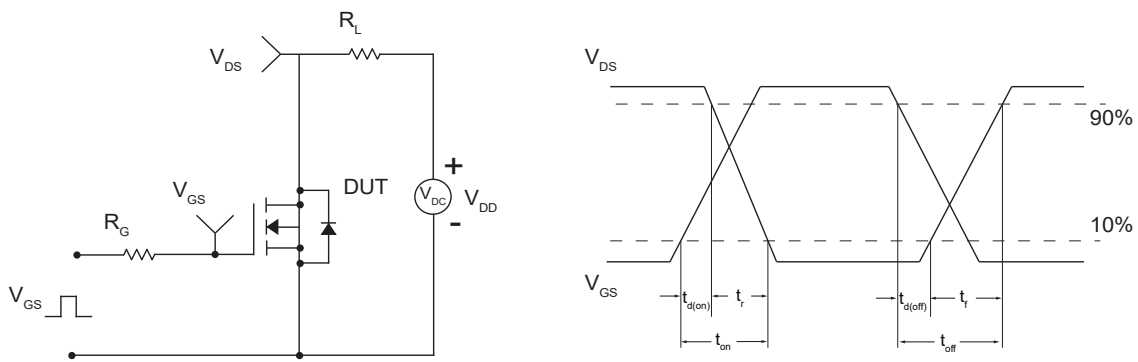 R_L
V_DS
V_GS
DUT
+
V_DC
V_DD
-
R_G
V_GS
V_DS
90%
10%
V_GS
t_d(on)
t_r
t_d(off)
t_f
t_on
t_off